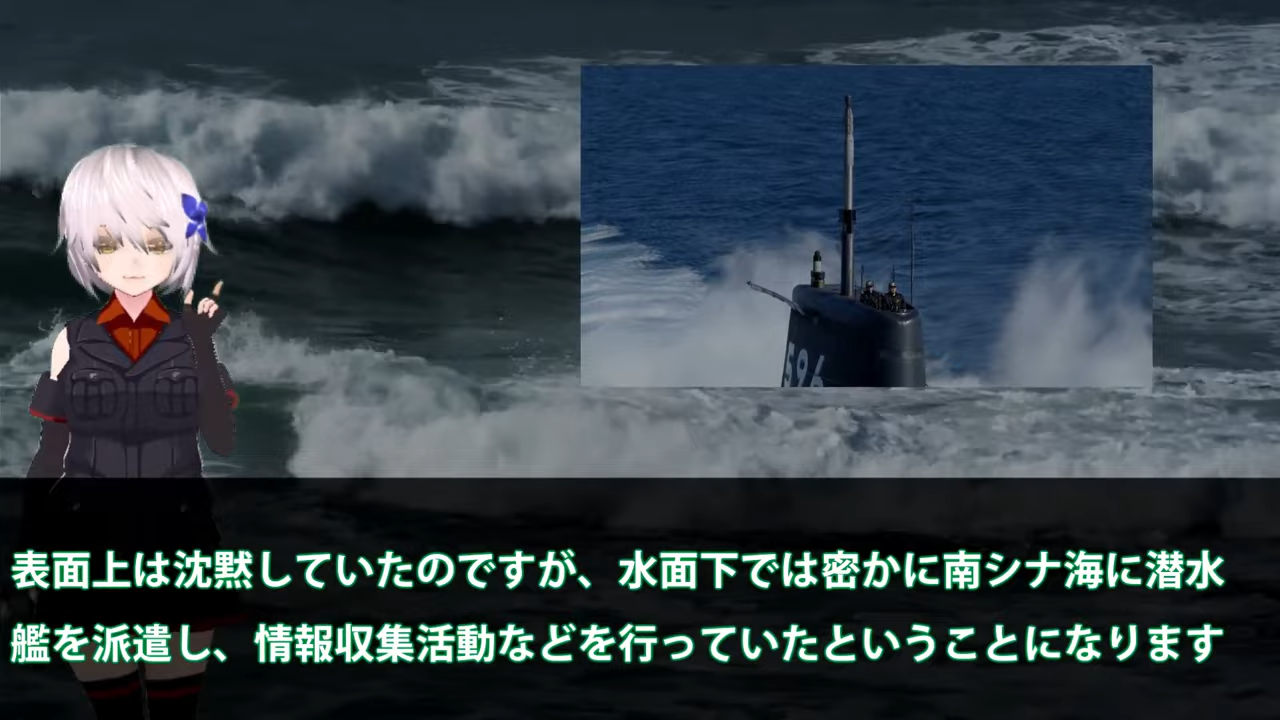 596
表面上は沈黙していたのですが、水面下では密かに南シナ海に潜水
艦を派遣し、情報収集活動などを行っていたということになります